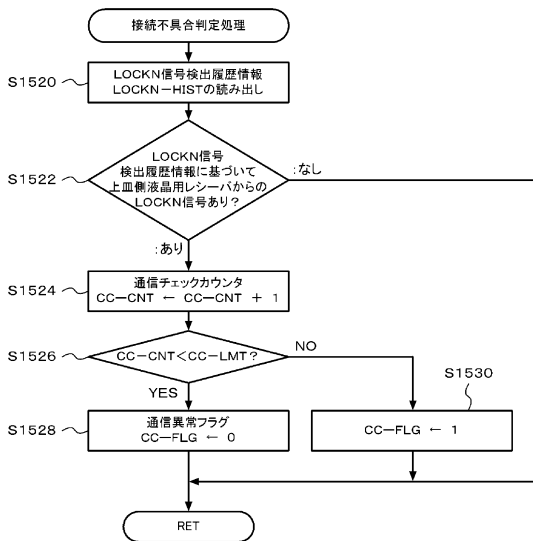 接続不具合判定処理
S1520
LOCKN信号検出履歴情報
LOCKN-HISTの読み出し
S1522
LOCKN信号
検出履歴情報に基づいて
上皿側液晶用レシーバからの
LOCKN信号あり?
:なし
:あり
S1524
通信チェックカウンタ
CC-CNT ← CC-CNT + 1
S1526
CC-CNT<CC-LMT?
NO
YES
S1530
S1528
通信異常フラグ
CC-FLG ← 0
CC-FLG ← 1
RET